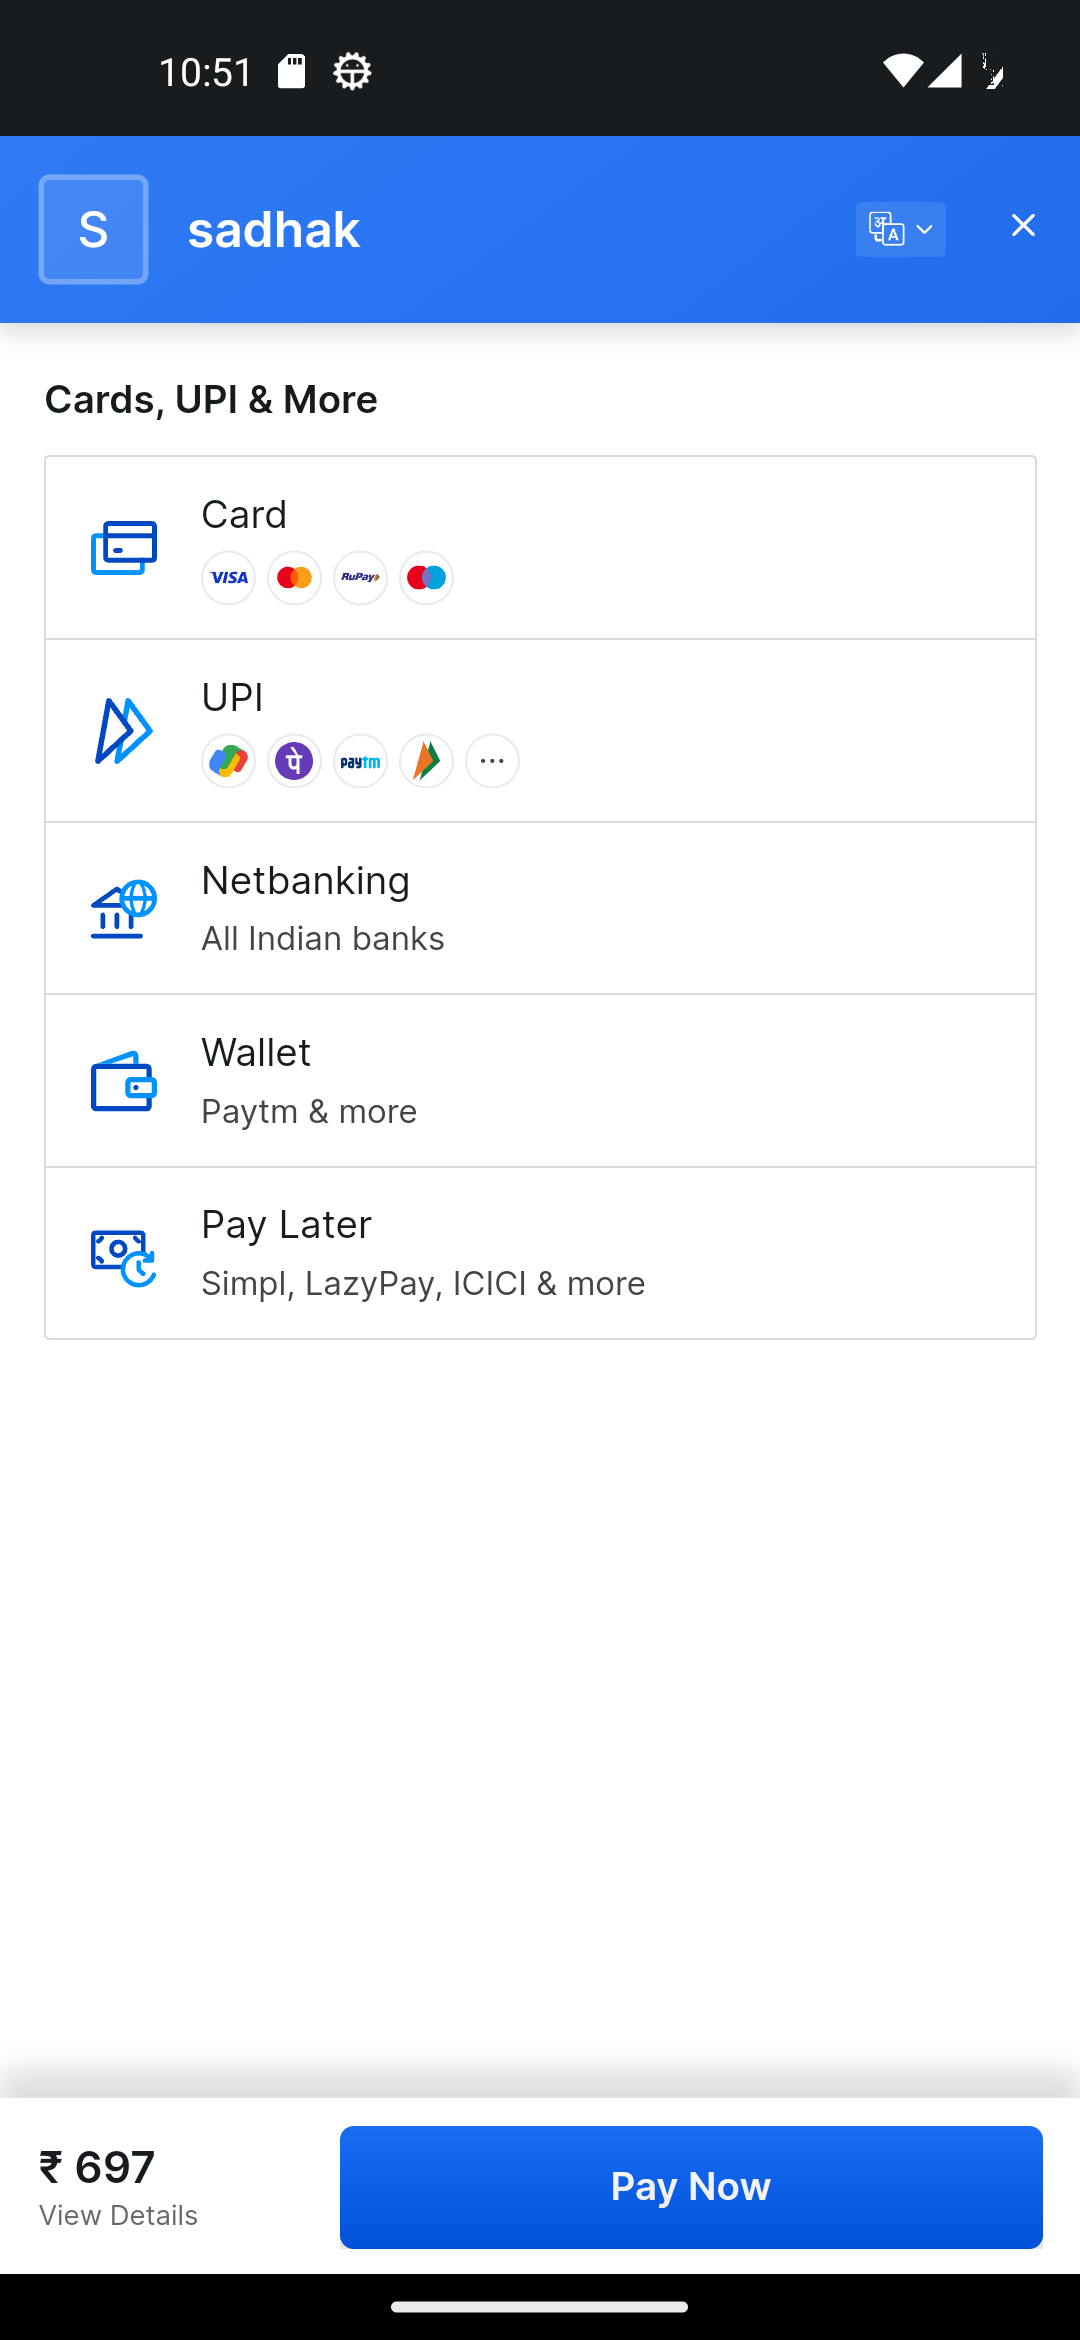 10:51
S
sadhak
अ
A
Cards, UPI & More
Card
VISA
RuPay
UPI
पे
paytm
Netbanking
All Indian banks
Wallet
Paytm & more
Pay Later
Simpl, LazyPay, ICICI & more
₹ 697
View Details
Pay Now